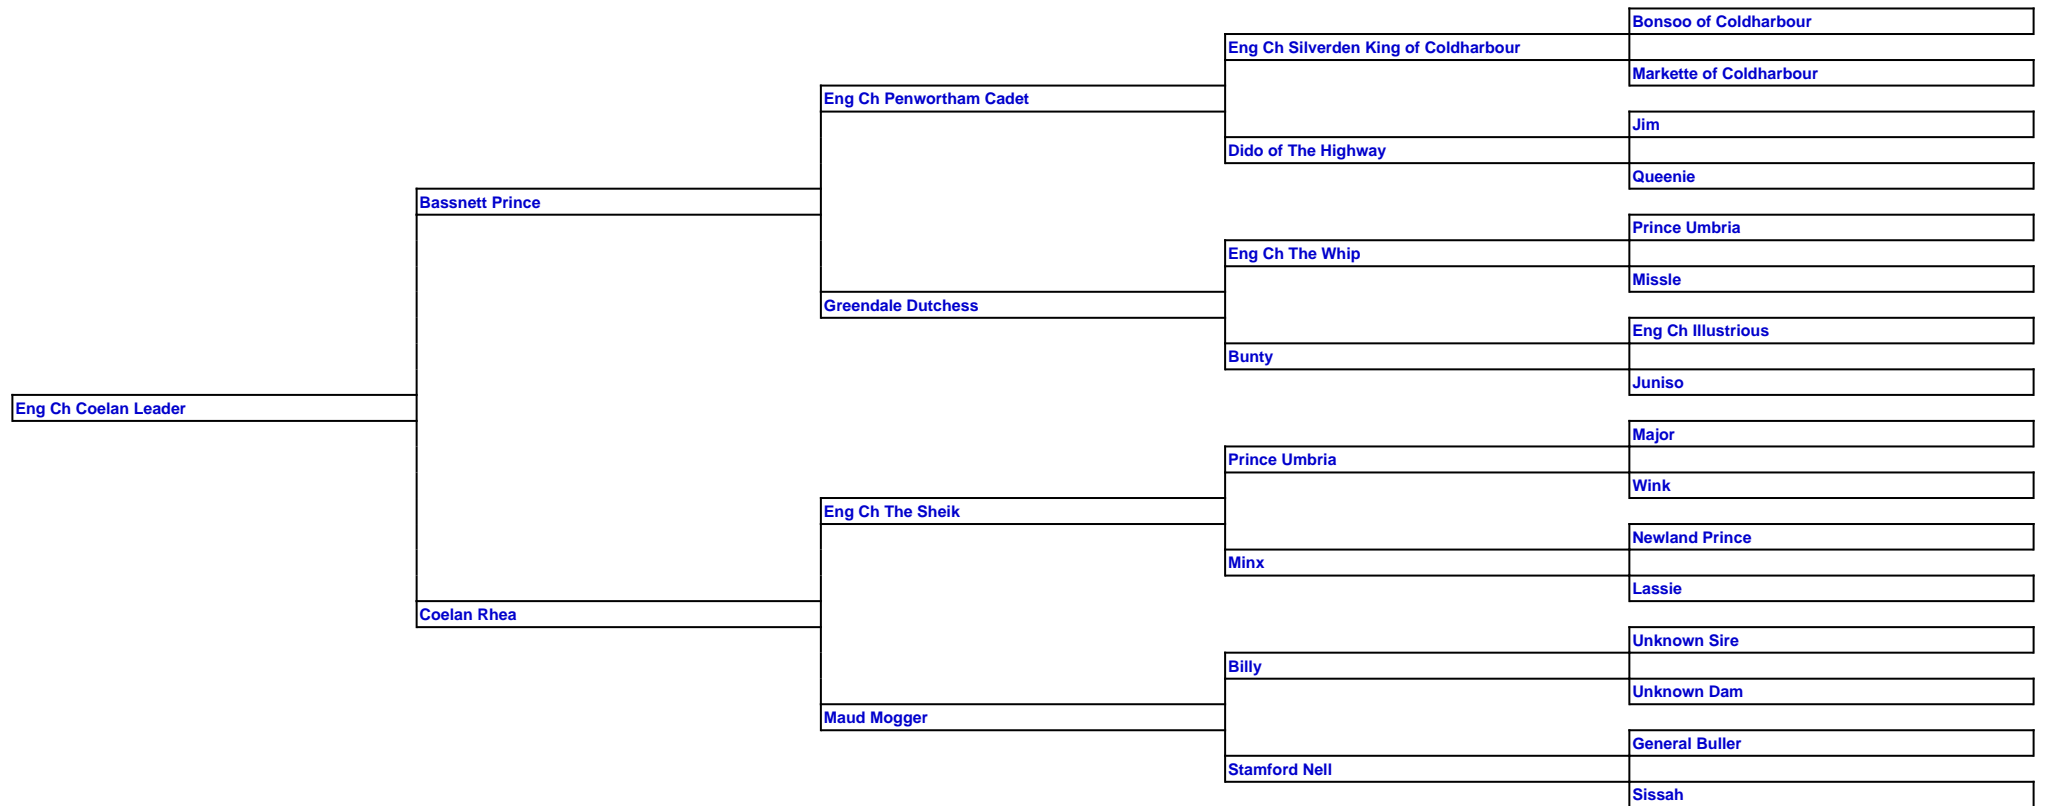 Bonsoo of Coldharbour
Eng Ch Silverden King of Coldharbour
Markette of Coldharbour
Eng Ch Penwortham Cadet
Jim
Dido of The Highway
Queenie
Bassnett Prince
Prince Umbria
Eng Ch The Whip
Missle
Greendale Dutchess
Eng Ch Illustrious
Bunty
Juniso
Eng Ch Coelan Leader
Major
Prince Umbria
Wink
Eng Ch The Sheik
Newland Prince
Minx
Lassie
Coelan Rhea
Unknown Sire
Billy
Unknown Dam
Maud Mogger
General Buller
Stamford Nell
Sissah